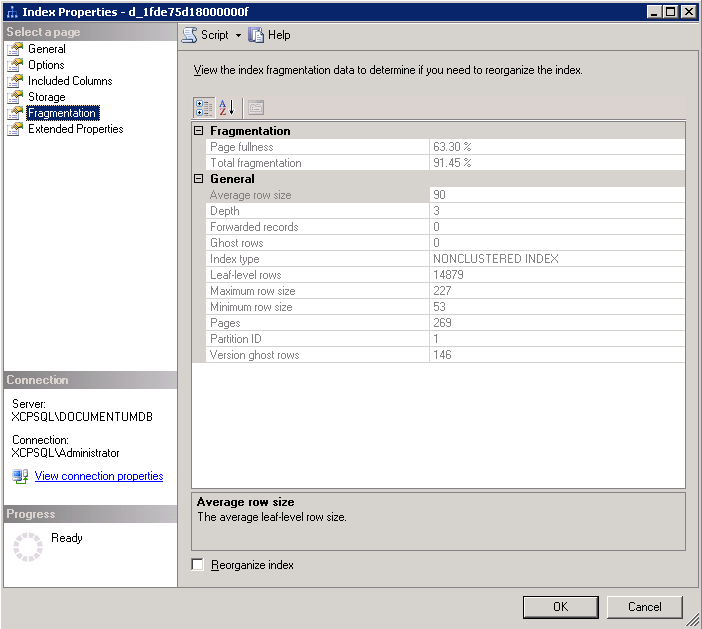 Index Properties - d_1fde75d18000000f
Select a page
General
Options
Included Columns
Storage
Fragmentation
Extended Properties
Script Help
View the index fragmentation data to determine if you need to reorganize the index.
Fragmentation
Page fullness 63.30 %
Total fragmentation 91.45 %
General
Average row size 90
Depth 3
Forwarded records 0
Ghost rows 0
Index type NONCLUSTERED INDEX
Leaf-level rows 14879
Maximum row size 227
Minimum row size 53
Pages 269
Partition ID 1
Version ghost rows 146
Connection
Server:
XCPSQL\DOCUMENTUMDB
Connection:
XCPSQL\Administrator
View connection properties
Progress
Ready
Average row size
The average leaf-level row size.
Reorganize index
OK Cancel